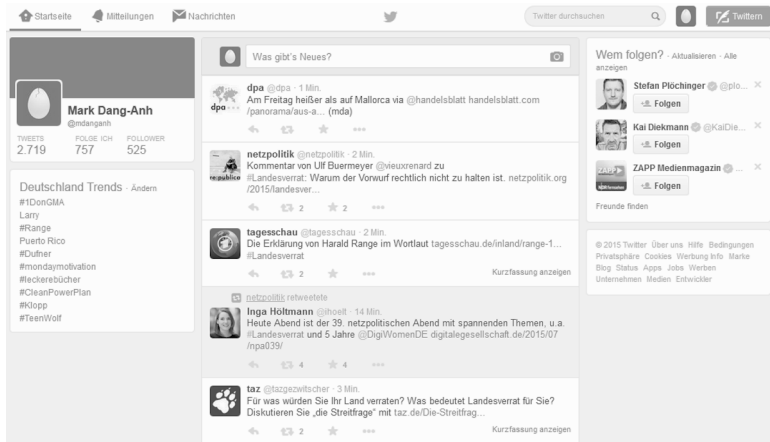 Startseite Mitteilungen Nachrichten Twitter durchsuchen Twittern
Mark Dang-Anh
@mdanganh
TWEETS FOLGE ICH FOLLOWER
2.719 757 525
Deutschland Trends · Ändern
#1DonGMA
Larry
#Range
Puerto Rico
#Dufner
#mondaymotivation
#leckerebücher
#CleanPowerPlan
#Klopp
#TeenWolf
Was gibt's Neues?
dpa @dpa · 1 Min.
Am Freitag heißer als auf Mallorca via @handelsblatt handelsblatt.com
/panorama/aus-a... (mda)
netzpolitik @netzpolitik · 2 Min.
Kommentar von Ulf Buermeyer @vieuxrenard zu
#Landesverrat: Warum der Vorwurf rechtlich nicht zu halten ist. netzpolitik.org
/2015/landesver...
2 2
tagesschau @tagesschau · 2 Min.
Die Erklärung von Harald Range im Wortlaut tagesschau.de/inland/range-1...
#Landesverrat
2 Kurzfassung anzeigen
netzpolitik retweetete
Inga Höltmann @ihoelt · 14 Min.
Heute Abend ist der 39. netzpolitischen Abend mit spannenden Themen, u.a.
#Landesverrat und 5 Jahre @DigiWomenDE digitalegesellschaft.de/2015/07
/npa039/
4 4
taz @tazgezwitscher · 3 Min.
Für was würden Sie Ihr Land verraten? Was bedeutet Landesverrat für Sie?
Diskutieren Sie „die Streitfrage" mit taz.de/Die-Streitfrag...
2 Kurzfassung anzeigen
Wem folgen? · Aktualisieren · Alle
anzeigen
Stefan Plöchinger @plo...
Folgen
Kai Diekmann @KaiDie...
Folgen
ZAPP Medienmagazin ...
Folgen
Freunde finden
© 2015 Twitter Über uns Hilfe Bedingungen
Privatsphäre Cookies Werbung Info Marke
Blog Status Apps Jobs Werben
Unternehmen Medien Entwickler